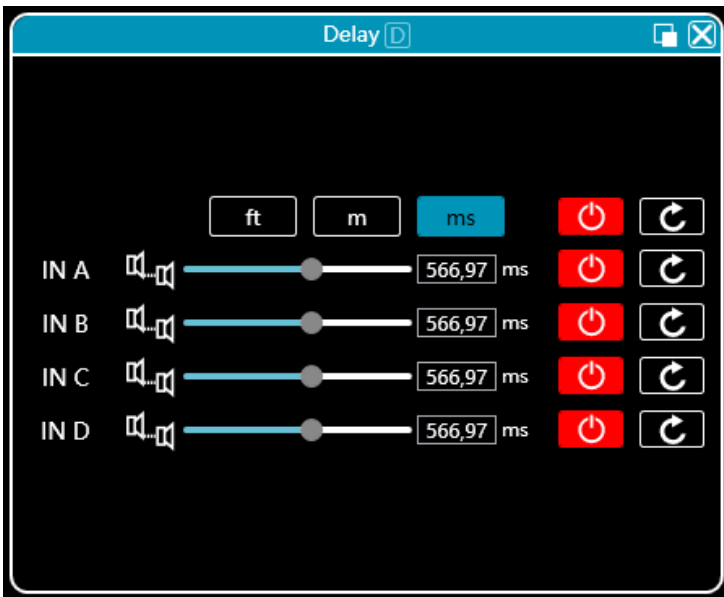 Delay D
ft m ms
IN A 566,97 ms
IN B 566,97 ms
IN C 566,97 ms
IN D 566,97 ms